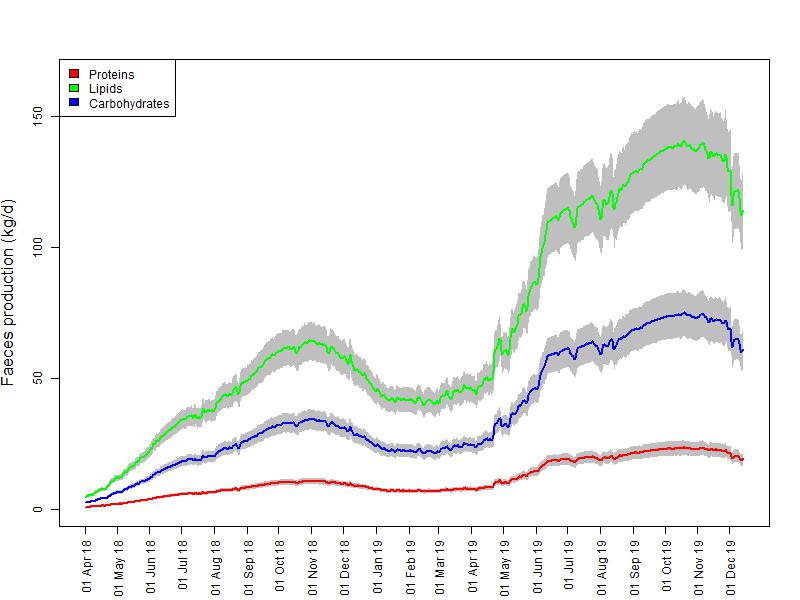 Proteins
Lipids
Carbohydrates
Faeces production (kg/d)
150
100
50
0
01 Apr 18
01 May 18
01 Jun 18
01 Jul 18
01 Aug 18
01 Sep 18
01 Oct 18
01 Nov 18
01 Dec 18
01 Jan 19
01 Feb 19
01 Mar 19
01 Apr 19
01 May 19
01 Jun 19
01 Jul 19
01 Aug 19
01 Sep 19
01 Oct 19
01 Nov 19
01 Dec 19